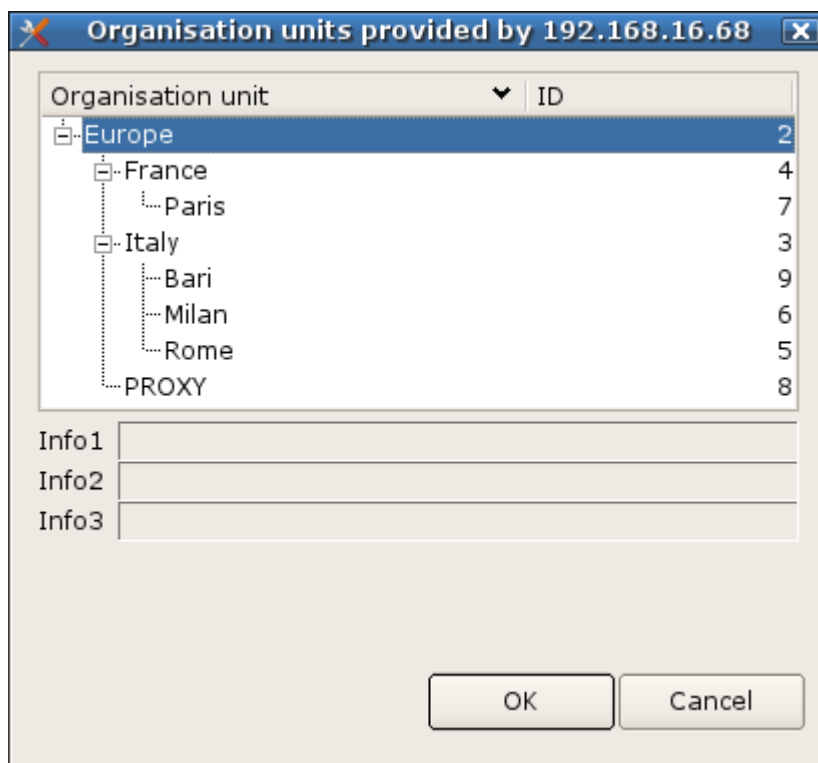 Organisation units provided by 192.168.16.68
Organisation unit ID
Europe 2
France 4
Paris 7
Italy 3
Bari 9
Milan 6
Rome 5
PROXY 8
Info1
Info2
Info3
OK Cancel